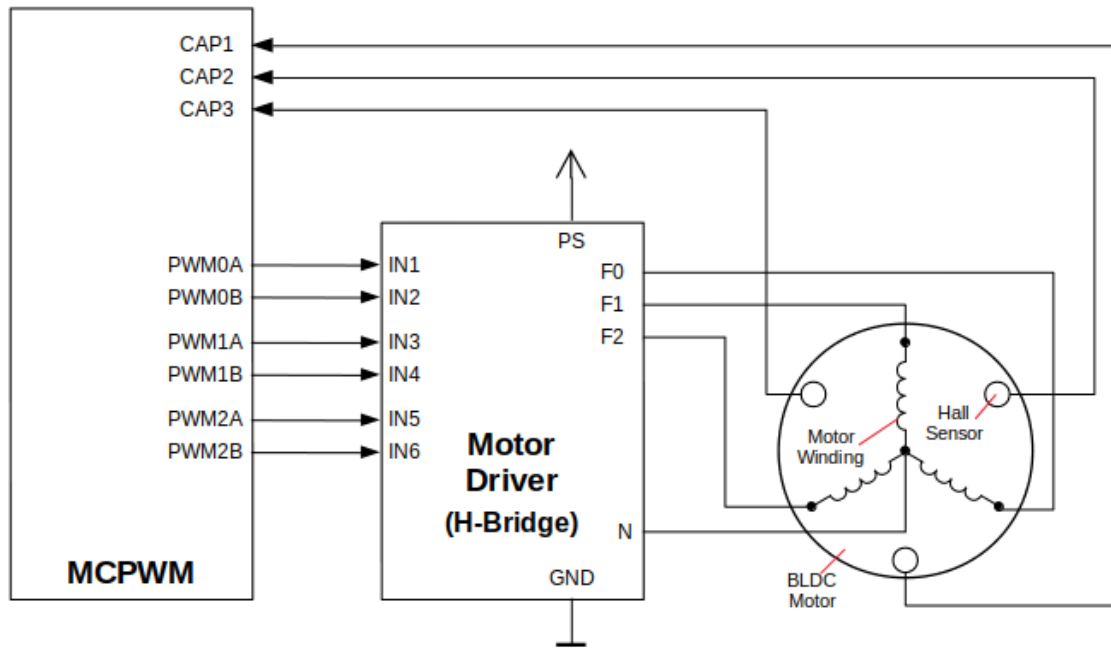 CAP1
CAP2
CAP3
PWM0A
PWM0B
PWM1A
PWM1B
PWM2A
PWM2B
MCPWM
PS
IN1
IN2
IN3
IN4
IN5
IN6
F0
F1
F2
Motor
Driver
(H-Bridge)
N
GND
Motor
Winding
Hall
Sensor
BLDC
Motor